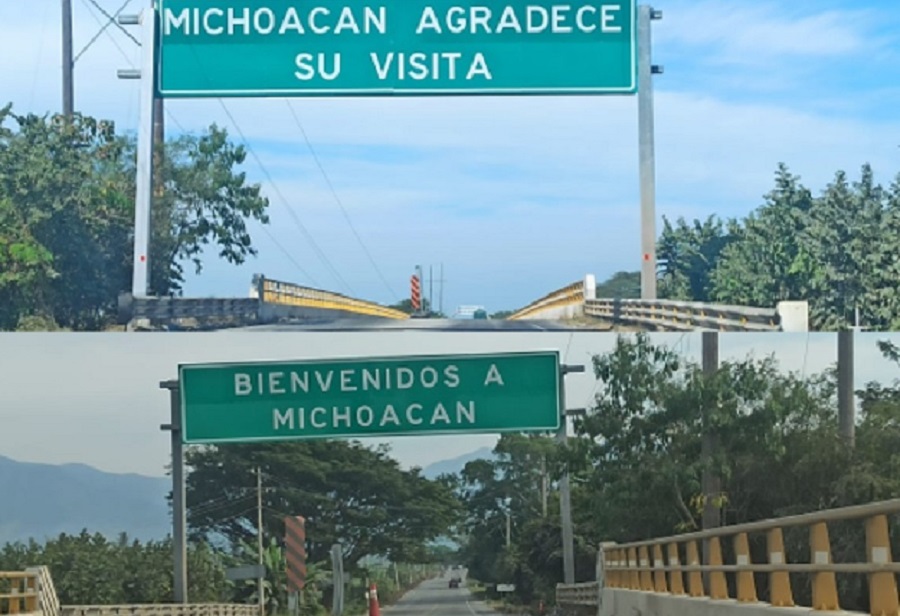 MICHOACAN AGRADECE
SU VISITA
BIENVENIDOS A
MICHOACAN